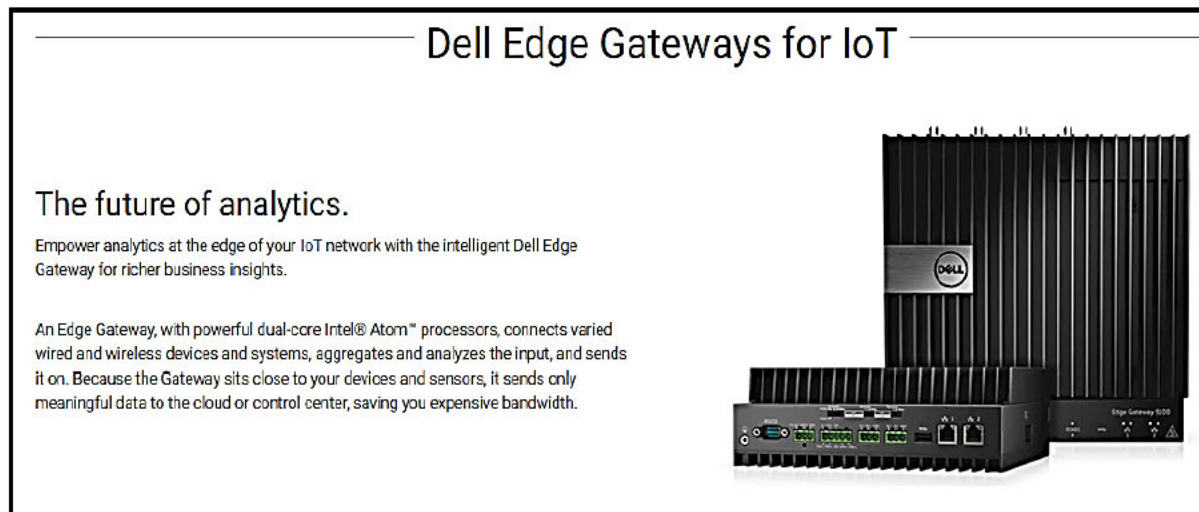 Dell Edge Gateways for IoT
The future of analytics.
Empower analytics at the edge of your IoT network with the intelligent Dell Edge
Gateway for richer business insights.
An Edge Gateway, with powerful dual-core Intel® Atom™ processors, connects varied
wired and wireless devices and systems, aggregates and analyzes the input, and sends
it on. Because the Gateway sits close to your devices and sensors, it sends only
meaningful data to the cloud or control center, saving you expensive bandwidth.
DELL
Edge Gateway